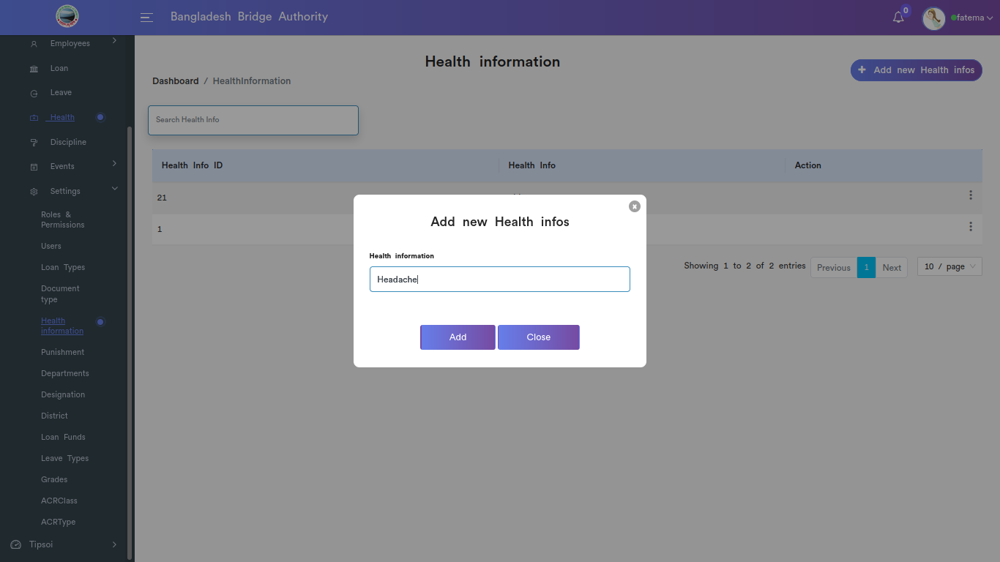 Bangladesh Bridge Authority
0
fatema
Employees
Loan
Leave
Health
Discipline
Events
Settings
Roles &
Permissions
Users
Loan Types
Document
type
Health
information
Punishment
Departments
Designation
District
Loan Funds
Leave Types
Grades
ACRClass
ACRType
Tipsoi
Health information
Dashboard / HealthInformation
+ Add new Health infos
Search Health Info
Health Info ID Health Info Action
21
1
Showing 1 to 2 of 2 entries Previous 1 Next 10 / page
Add new Health infos
Health information
Headache
Add Close